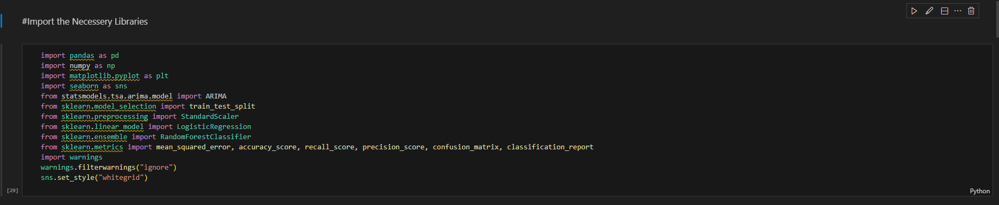 #Import the Necessery Libraries
import pandas as pd
import numpy as np
import matplotlib.pyplot as plt
import seaborn as sns
from statsmodels.tsa.arima.model import ARIMA
from sklearn.model_selection import train_test_split
from sklearn.preprocessing import StandardScaler
from sklearn.linear_model import LogisticRegression
from sklearn.ensemble import RandomForestClassifier
from sklearn.metrics import mean_squared_error, accuracy_score, recall_score, precision_score, confusion_matrix, classification_report
import warnings
warnings.filterwarnings("ignore")
sns.set_style("whitegrid")
[29]
Python